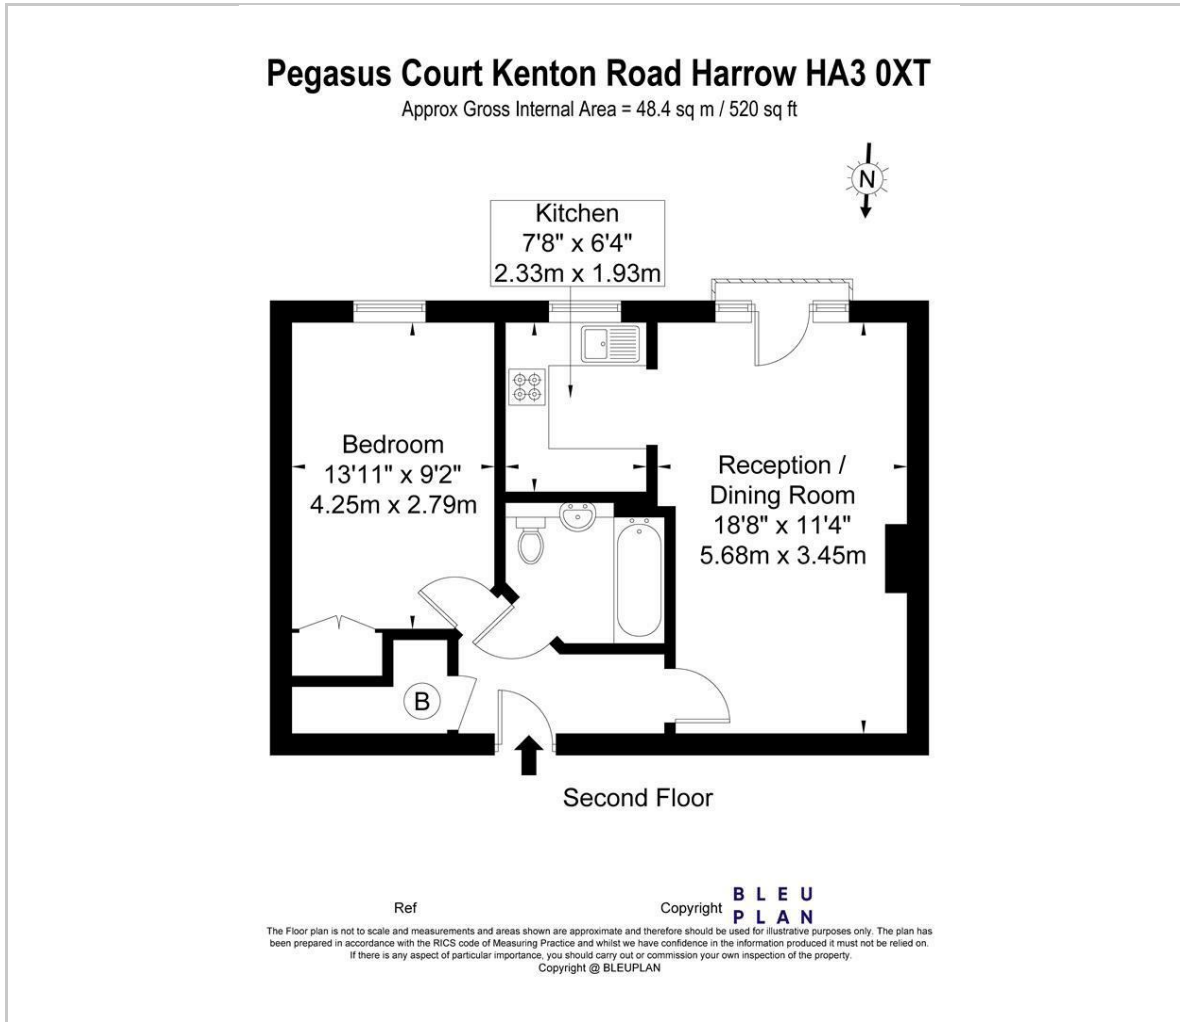 Pegasus Court Kenton Road Harrow HA3 0XT
Approx Gross Internal Area = 48.4 sq m / 520 sq ft
N
Kitchen
7'8" x 6'4"
2.33m x 1.93m
Bedroom
13'11" x 9'2"
4.25m x 2.79m
Reception /
Dining Room
18'8" x 11'4"
5.68m x 3.45m
B
Second Floor
Ref
Copyright
BLEU
PLAN
The Floor plan is not to scale and measurements and areas shown are approximate and therefore should be used for illustrative purposes only. The plan has
been prepared in accordance with the RICS code of Measuring Practice and whilst we have confidence in the information produced it must not be relied on.
If there is any aspect of particular importance, you should carry out or commission your own inspection of the property.
Copyright @ BLEUPLAN